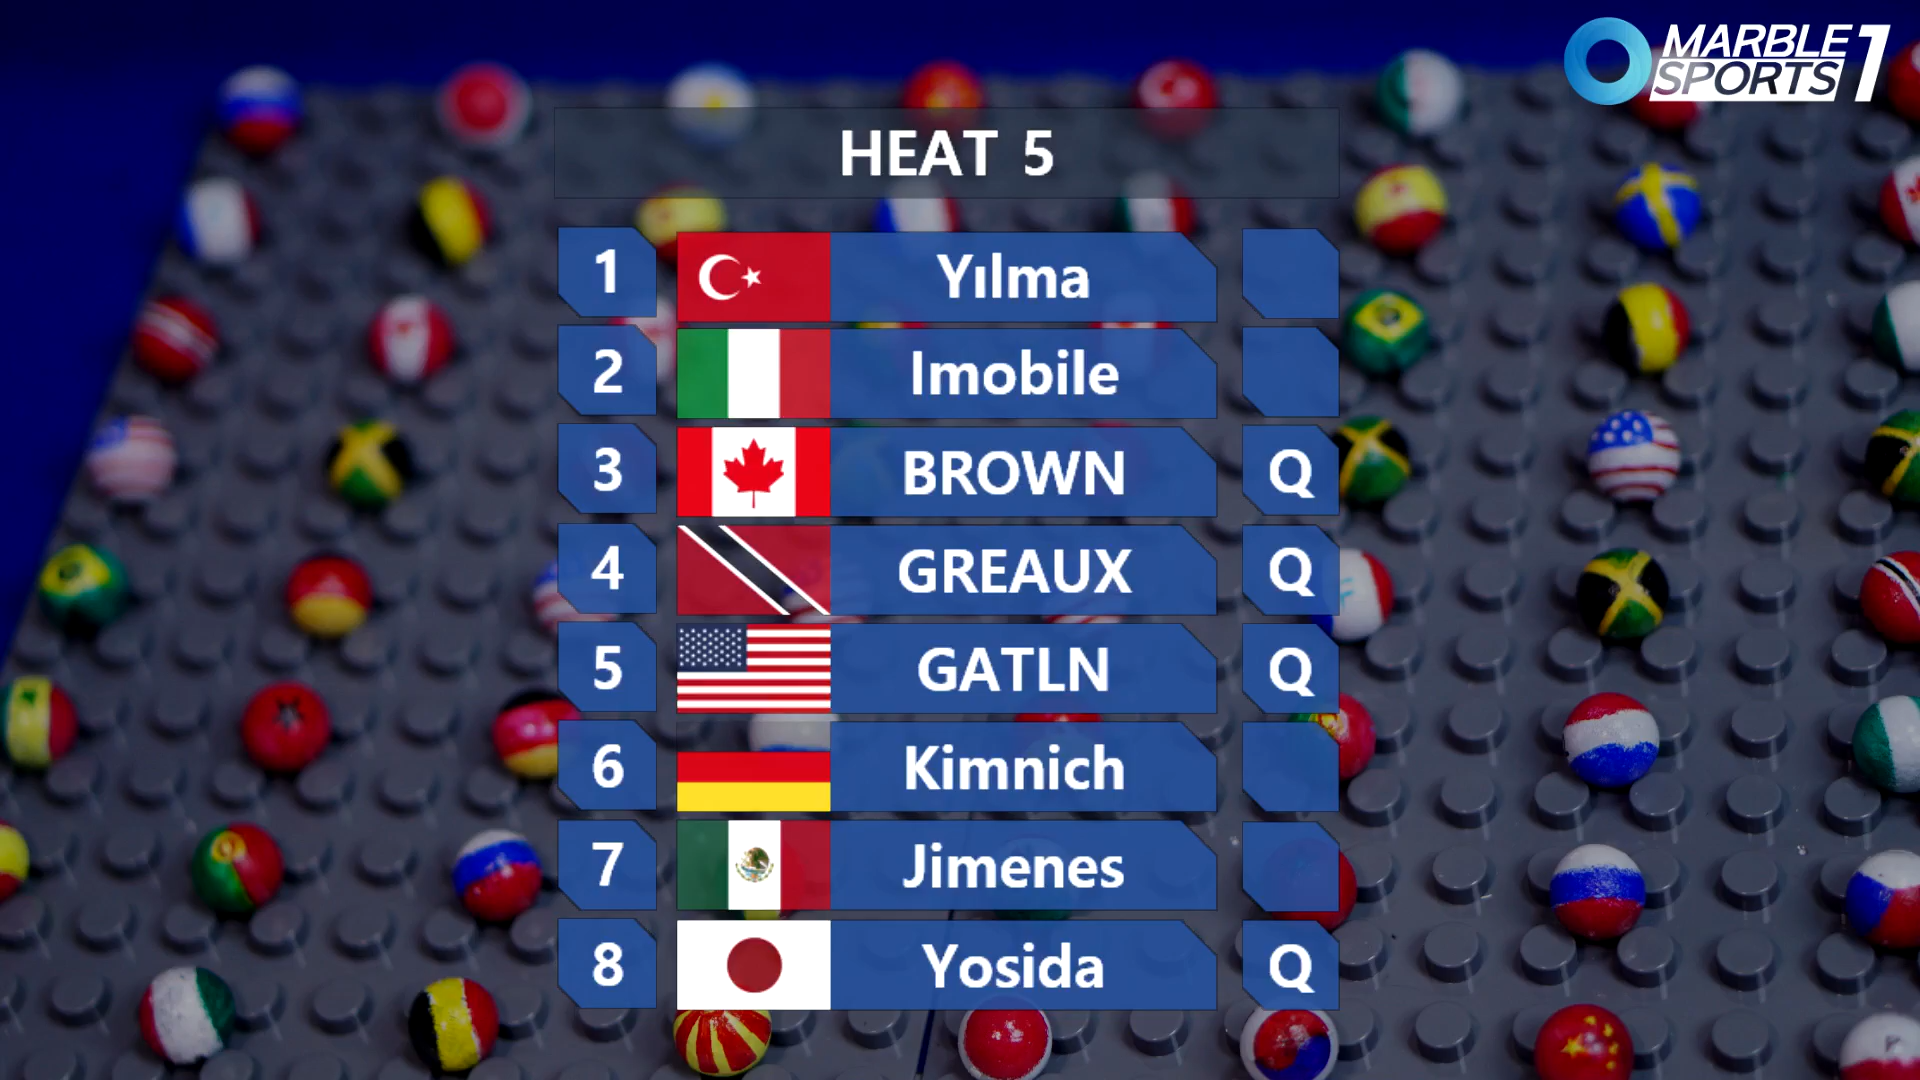 MARBLE
SPORTS 1
HEAT 5
1 Yılma
2 Imobile
3 BROWN Q
4 GREAUX Q
5 GATLN Q
6 Kimnich
7 Jimenes
8 Yosida Q